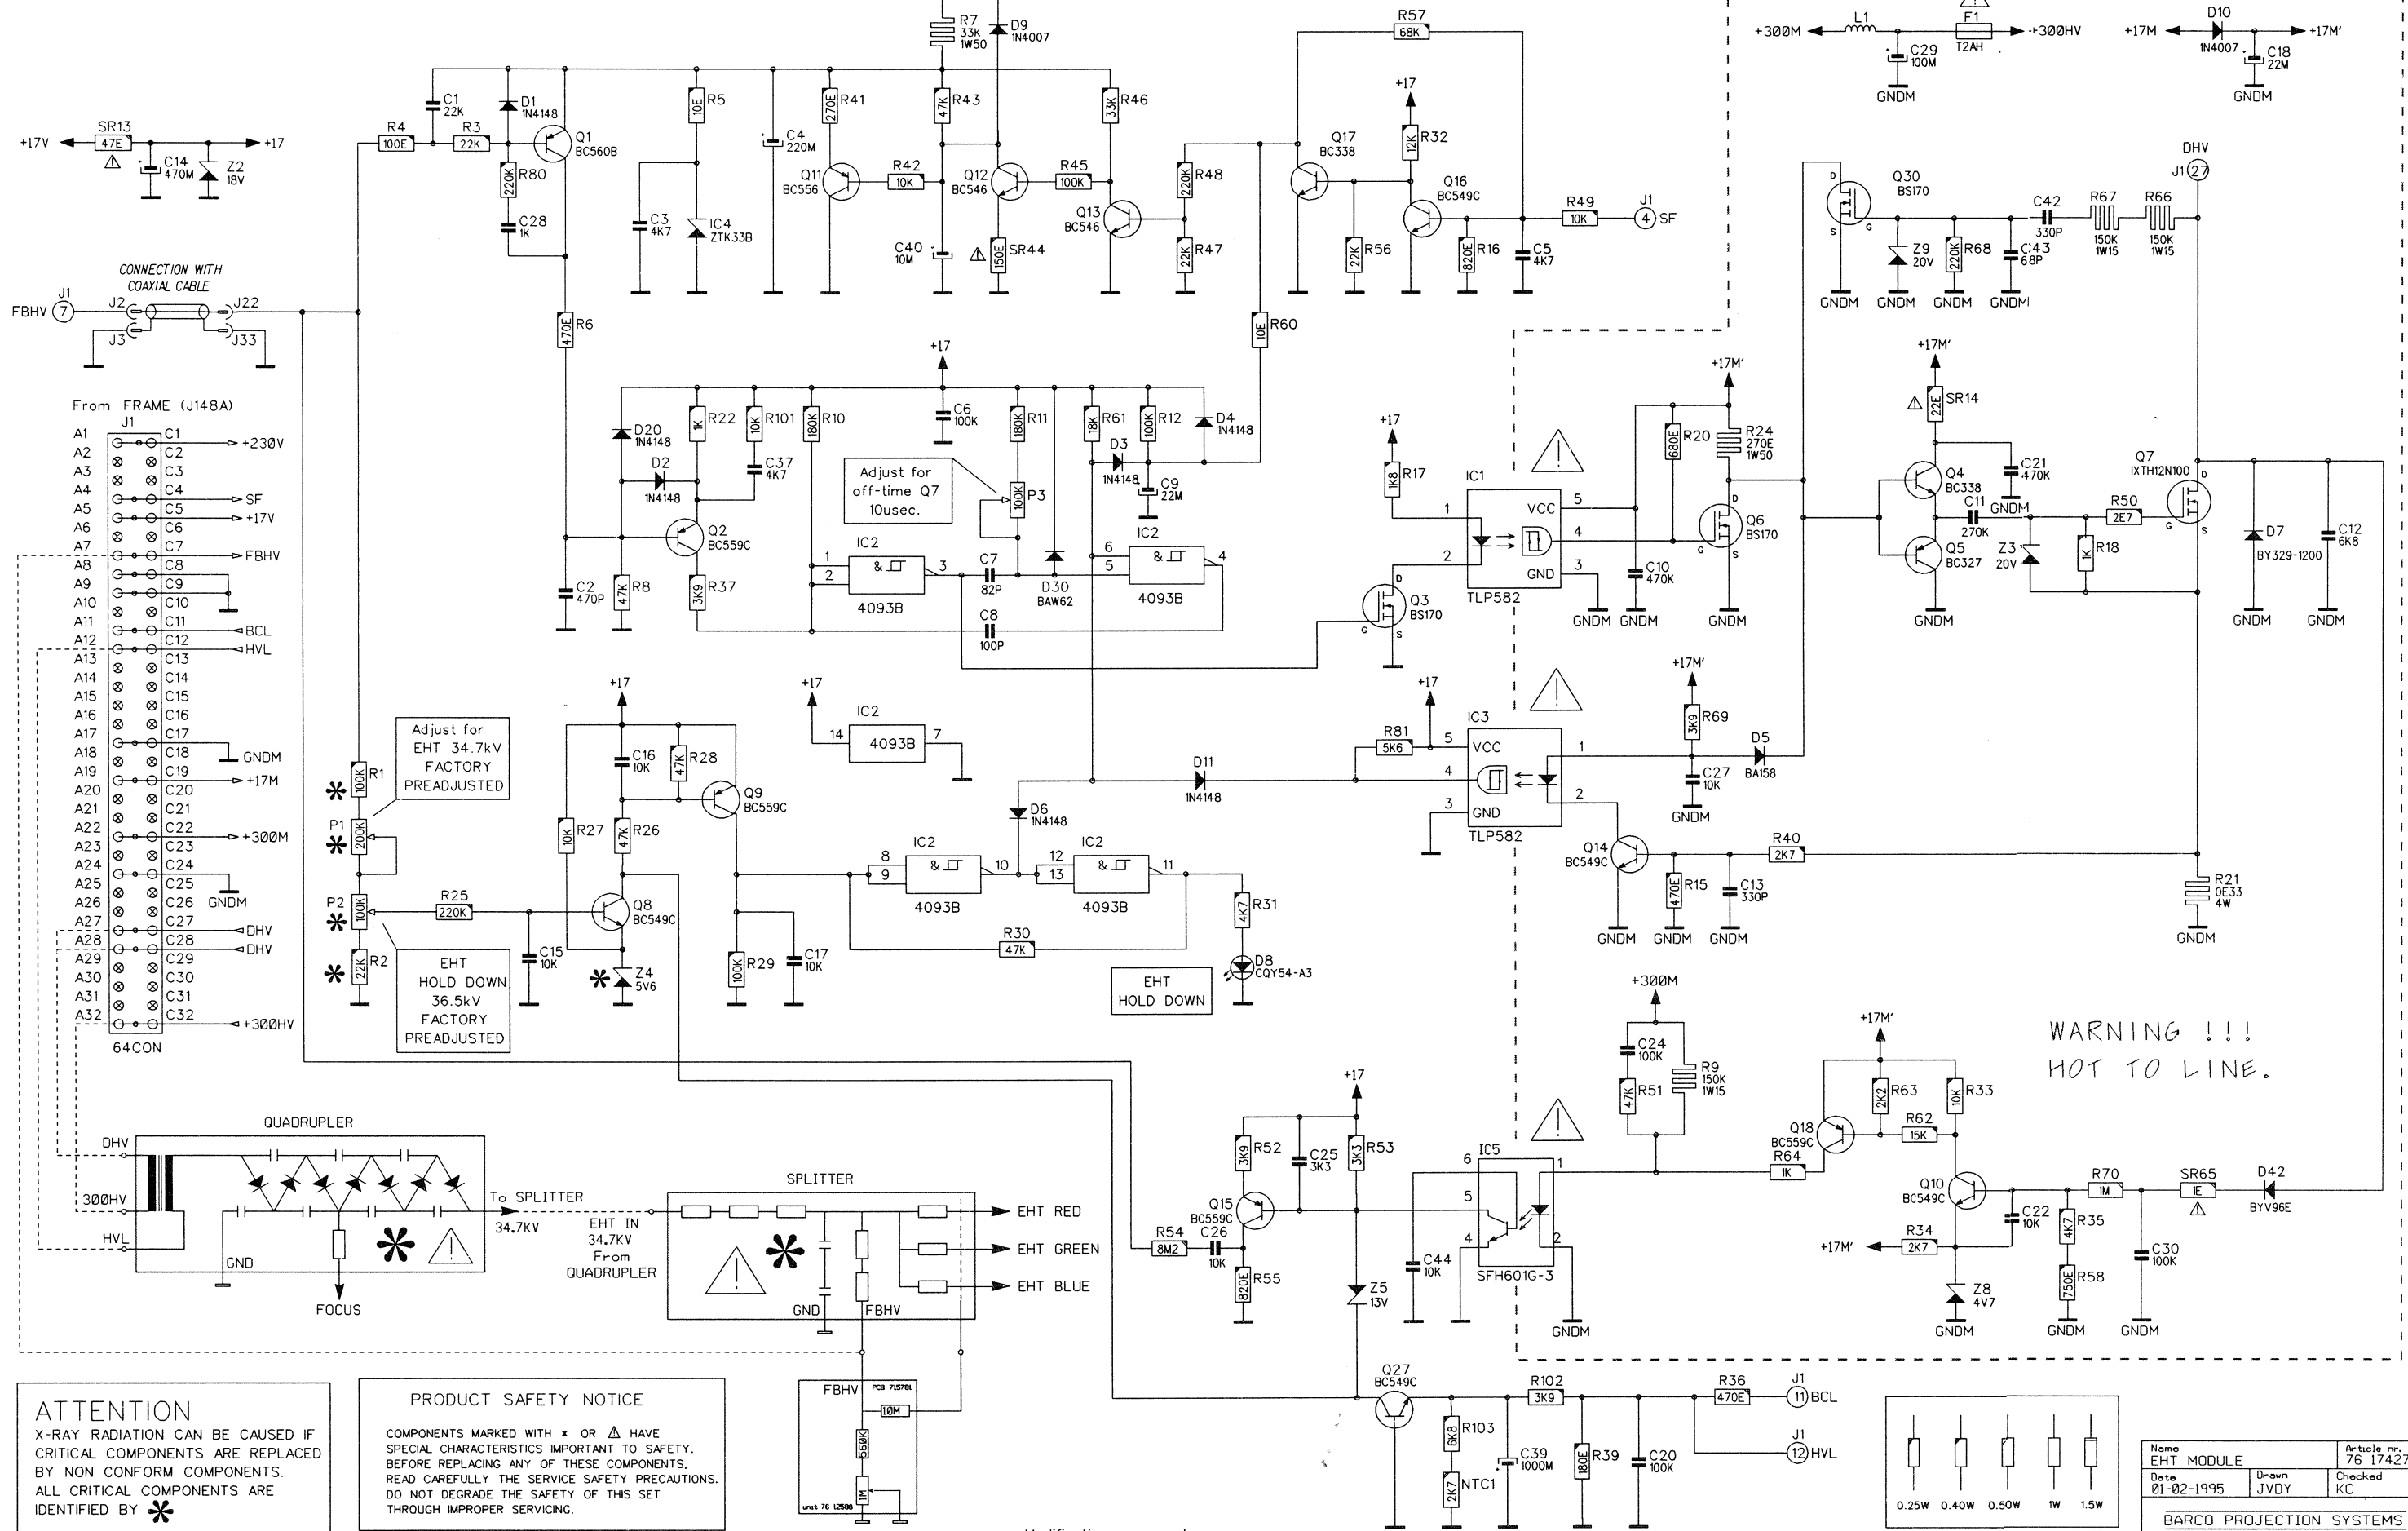 R7
33K
1W50
D9
1N4007
R57
68K
+300M
L1
F1
T2AH
+300HV
C29
100M
GNDM
+17M
D10
1N4007
+17M'
C18
22M
GNDM
+17V
SR13
47E
+17
C14
470M
Z2
18V
R4
100E
C1
22K
R3
22K
D1
1N4148
Q1
BC560B
R80
220K
C28
1K
R5
10E
C3
4K7
IC4
ZTK33B
C4
220M
R41
270E
Q11
BC556
R42
10K
R43
47K
C40
10M
Q12
BC546
SR44
150E
R45
100K
R46
33K
Q13
BC546
R48
220K
R47
22K
Q17
BC338
+17
R32
12K
R56
22K
Q16
BC549C
R16
820E
R49
10K
C5
4K7
J1
4 SF
DHV
J1 27
Q30
BS170
D
S
G
Z9
20V
R68
220K
C43
68P
C42
330P
R67
150K
1W15
R66
150K
1W15
GNDM
GNDM
GNDM
GNDM
CONNECTION WITH
COAXIAL CABLE
FBHV
J1
7
J2
J22
J3
J33
R6
470E
R60
10E
From FRAME (J148A)
J1
A1 C1 +230V
A2 C2
A3 C3
A4 C4 SF
A5 C5 +17V
A6 C6
A7 C7 FBHV
A8 C8
A9 C9
A10 C10
A11 C11 BCL
A12 C12 HVL
A13 C13
A14 C14
A15 C15
A16 C16
A17 C17
A18 C18 GNDM
A19 C19 +17M
A20 C20
A21 C21
A22 C22 +300M
A23 C23
A24 C24
A25 C25
A26 C26 GNDM
A27 C27 DHV
A28 C28 DHV
A29 C29
A30 C30
A31 C31
A32 C32 +300HV
64CON
D20
1N4148
D2
1N4148
R22
1K
R101
10K
C37
4K7
R10
180K
+17
C6
100K
R11
180K
R61
18K
R12
100K
D4
1N4148
D3
1N4148
C9
22M
Adjust for
off-time Q7
10usec.
P3
100K
Q2
BC559C
C2
470P
R8
47K
R37
3K9
1
2
IC2
&
3
4093B
C7
82P
D30
BAW62
6
5
IC2
&
4
4093B
C8
100P
+17
R17
1K8
IC1
1
2
VCC
5
4
3
GND
TLP582
Q3
BS170
D
G
S
GNDM
C10
470K
GNDM
R20
680E
+17M'
R24
270E
1W50
Q6
BS170
D
G
S
GNDM
+17M'
SR14
22E
Q4
BC338
C21
470K
GNDM
Q5
BC327
GNDM
C11
270K
Z3
20V
R18
1K
R50
2E7
Q7
IXTH12N100
D
G
S
D7
BY329-1200
GNDM
C12
6K8
GNDM
Adjust for
EHT 34.7kV
FACTORY
PREADJUSTED
R1
100K
P1
200K
P2
100K
R2
22K
EHT
HOLD DOWN
36.5kV
FACTORY
PREADJUSTED
R25
220K
C15
10K
+17
C16
10K
R28
47K
R27
10K
R26
47K
Q8
BC549C
Z4
5V6
Q9
BC559C
R29
100K
C17
10K
+17
IC2
14
4093B
7
8
9
IC2
&
10
4093B
12
13
IC2
&
11
4093B
D6
1N4148
D11
1N4148
R30
47K
R31
4K7
D8
CQY54-A3
EHT
HOLD DOWN
+17
R81
5K6
IC3
5
VCC
4
3
GND
1
2
TLP582
+17M'
R69
3K9
C27
10K
GNDM
D5
BA158
Q14
BC549C
GNDM
R15
470E
GNDM
C13
330P
GNDM
R40
2K7
R21
0E33
4W
GNDM
WARNING !!!
HOT TO LINE.
QUADRUPLER
DHV
300HV
HVL
GND
FOCUS
To SPLITTER
34.7KV
EHT IN
34.7KV
From
QUADRUPLER
SPLITTER
GND
FBHV
EHT RED
EHT GREEN
EHT BLUE
FBHV
PCB 715781
10M
560K
1M
unit 76 12588
+17
R52
3K9
C25
3K3
R53
3K3
Q15
BC559C
R54
8M2
C26
10K
R55
820E
Z5
13V
C44
10K
IC5
6
5
4
1
2
SFH601G-3
GNDM
+300M
C24
100K
R51
47K
R9
150K
1W15
R64
1K
Q18
BC559C
+17M'
R63
2K2
R62
15K
R33
10K
Q10
BC549C
+17M'
R34
2K7
C22
10K
Z8
4V7
GNDM
R35
4K7
R58
750E
GNDM
R70
1M
C30
100K
GNDM
SR65
1E
D42
BYV96E
Q27
BC549C
R103
6K8
NTC1
2K7
C39
1000M
R102
3K9
R39
180E
C20
100K
R36
470E
J1
11 BCL
J1
12 HVL
ATTENTION
X-RAY RADIATION CAN BE CAUSED IF
CRITICAL COMPONENTS ARE REPLACED
BY NON CONFORM COMPONENTS.
ALL CRITICAL COMPONENTS ARE
IDENTIFIED BY *
PRODUCT SAFETY NOTICE
COMPONENTS MARKED WITH * OR ⚠ HAVE
SPECIAL CHARACTERISTICS IMPORTANT TO SAFETY.
BEFORE REPLACING ANY OF THESE COMPONENTS,
READ CAREFULLY THE SERVICE SAFETY PRECAUTIONS.
DO NOT DEGRADE THE SAFETY OF THIS SET
THROUGH IMPROPER SERVICING.
0.25W 0.40W 0.50W 1W 1.5W
Name
EHT MODULE
Article nr.
76 17427
Date
01-02-1995
Drawn
JVDY
Checked
KC
BARCO PROJECTION SYSTEMS